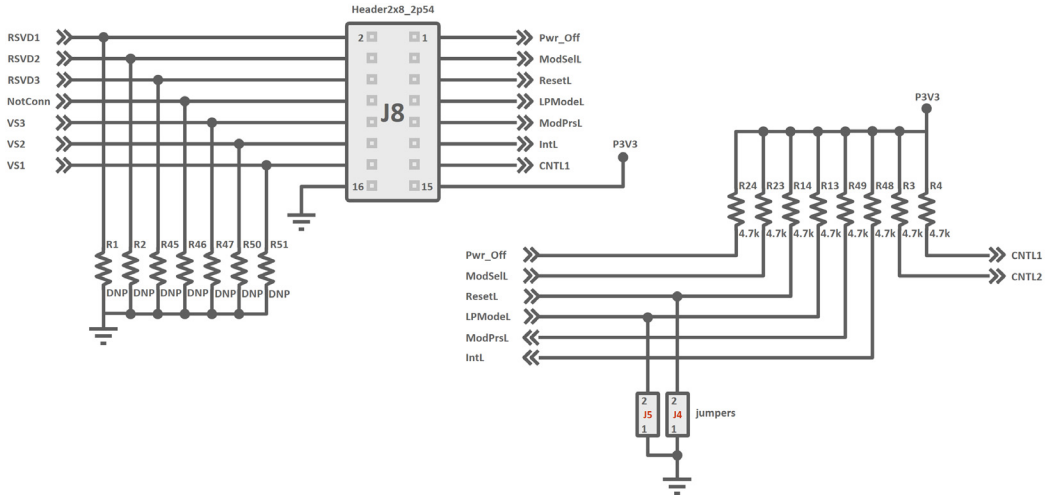 Header2x8_2p54
RSVD1 2 1 Pwr_Off
RSVD2 ModSelL
RSVD3 ResetL
NotConn LPModeL
J8
VS3 ModPrsL
VS2 IntL
VS1 CNTL1
16 15
P3V3
P3V3
R24 R23 R14 R13 R49 R48 R3 R4
4.7k 4.7k 4.7k 4.7k 4.7k 4.7k 4.7k 4.7k
R1 R2 R45 R46 R47 R50 R51
DNP DNP DNP DNP DNP DNP DNP
Pwr_Off CNTL1
ModSelL CNTL2
ResetL
LPModeL
ModPrsL
IntL
2 2
J5 J4 jumpers
1 1